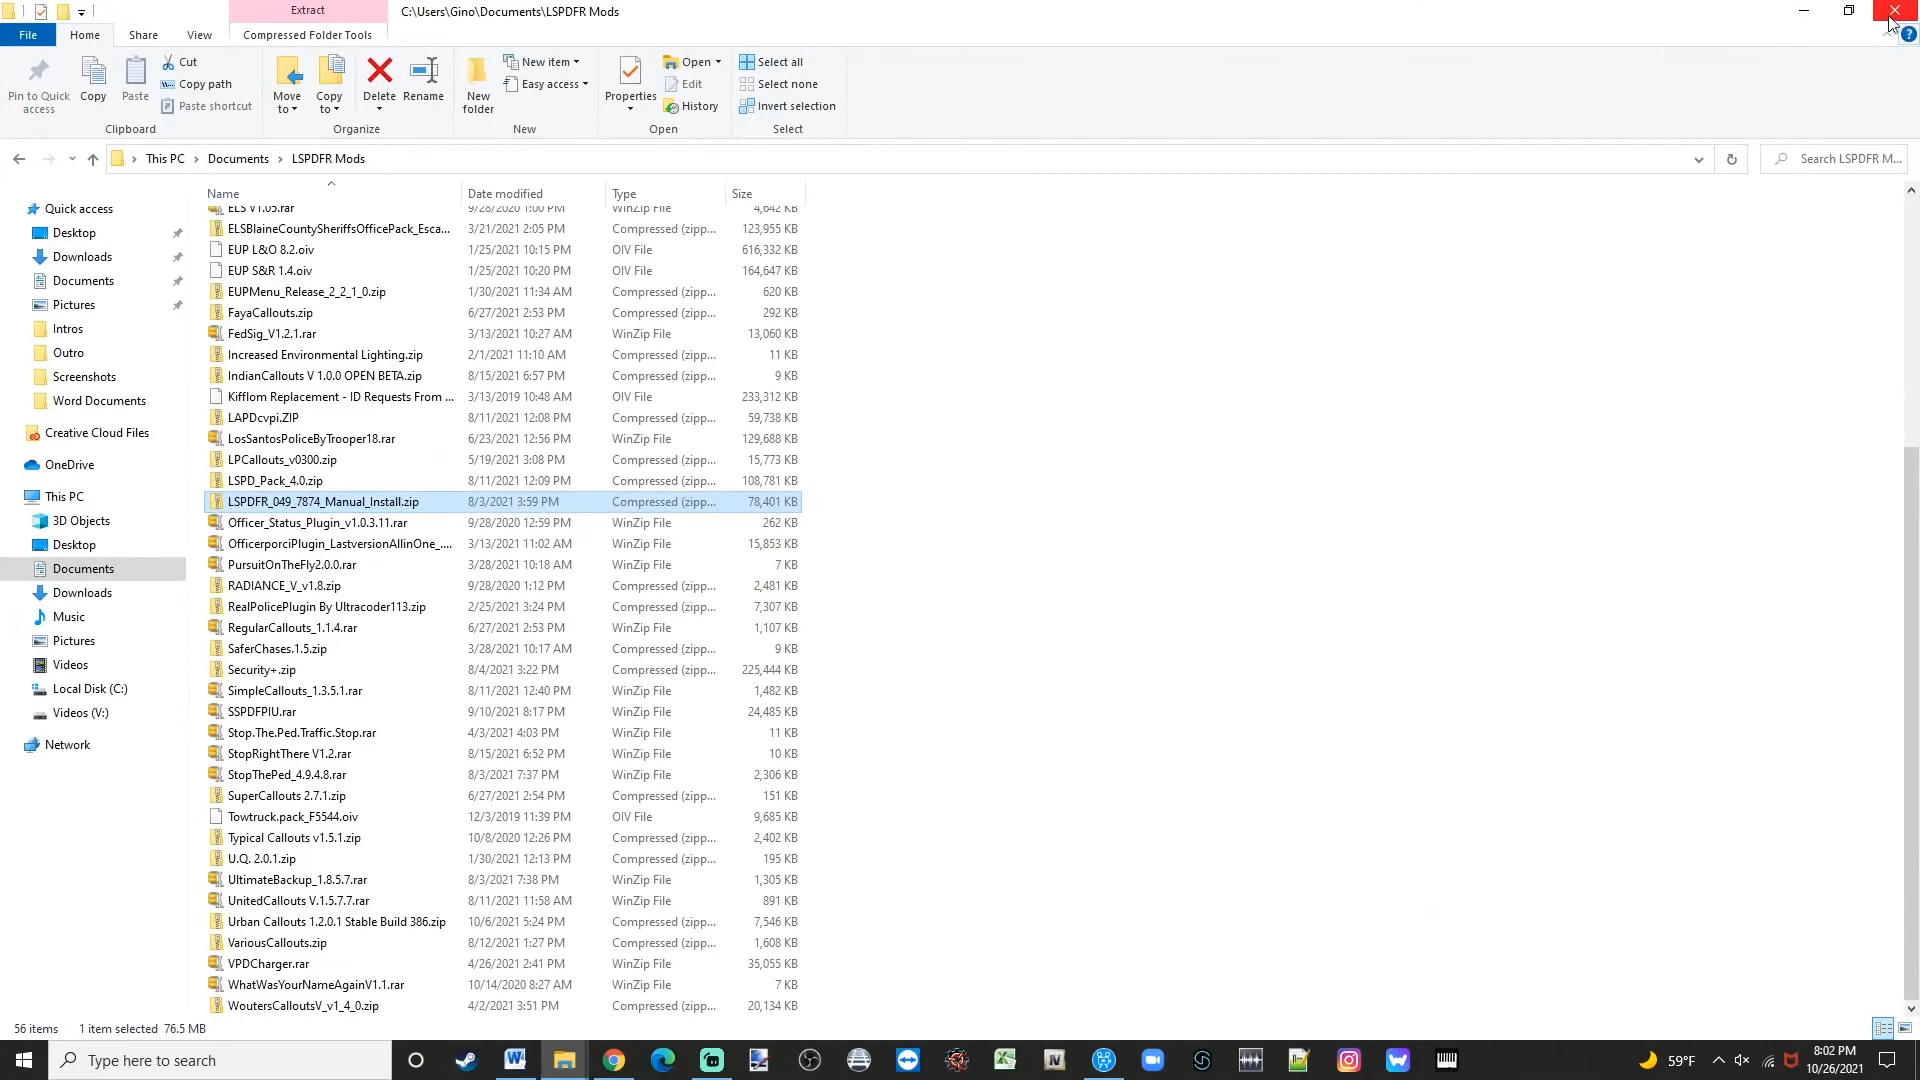 Extract
C:\Users\Gino\Documents\LSPDFR Mods
File
Home
Share
View
Compressed Folder Tools
Pin to Quick access
Copy
Paste
Cut
Copy path
Paste shortcut
Clipboard
Move to
Copy to
Delete
Rename
Organize
New folder
New item
Easy access
New
Properties
Open
Edit
History
Open
Select all
Select none
Invert selection
Select
This PC > Documents > LSPDFR Mods
Search LSPDFR M...
Quick access
Desktop
Downloads
Documents
Pictures
Intros
Outro
Screenshots
Word Documents
Creative Cloud Files
OneDrive
This PC
3D Objects
Desktop
Documents
Downloads
Music
Pictures
Videos
Local Disk (C:)
Videos (V:)
Network
Name Date modified Type Size
ELS V1.05.rar 9/28/2020 1:00 PM WinZip File 4,642 KB
ELSBlaineCountySheriffsOfficePack_Esca... 3/21/2021 2:05 PM Compressed (zipp... 123,955 KB
EUP L&O 8.2.oiv 1/25/2021 10:15 PM OIV File 616,332 KB
EUP S&R 1.4.oiv 1/25/2021 10:20 PM OIV File 164,647 KB
EUPMenu_Release_2_2_1_0.zip 1/30/2021 11:34 AM Compressed (zipp... 620 KB
FayaCallouts.zip 6/27/2021 2:53 PM Compressed (zipp... 292 KB
FedSig_V1.2.1.rar 3/13/2021 10:27 AM WinZip File 13,060 KB
Increased Environmental Lighting.zip 2/1/2021 11:10 AM Compressed (zipp... 11 KB
IndianCallouts V 1.0.0 OPEN BETA.zip 8/15/2021 6:57 PM Compressed (zipp... 9 KB
Kifflom Replacement - ID Requests From ... 3/13/2019 10:48 AM OIV File 233,312 KB
LAPDcvpi.ZIP 8/11/2021 12:08 PM Compressed (zipp... 59,738 KB
LosSantosPoliceByTrooper18.rar 6/23/2021 12:56 PM WinZip File 129,688 KB
LPCallouts_v0300.zip 5/19/2021 3:08 PM Compressed (zipp... 15,773 KB
LSPD_Pack_4.0.zip 8/11/2021 12:09 PM Compressed (zipp... 108,781 KB
LSPDFR_049_7874_Manual_Install.zip 8/3/2021 3:59 PM Compressed (zipp... 78,401 KB
Officer_Status_Plugin_v1.0.3.11.rar 9/28/2020 12:59 PM WinZip File 262 KB
OfficerporciPlugin_LastversionAllinOne_.... 3/13/2021 11:02 AM WinZip File 15,853 KB
PursuitOnTheFly2.0.0.rar 3/28/2021 10:18 AM WinZip File 7 KB
RADIANCE_V_v1.8.zip 9/28/2020 1:12 PM Compressed (zipp... 2,481 KB
RealPolicePlugin By Ultracoder113.zip 2/25/2021 3:24 PM Compressed (zipp... 7,307 KB
RegularCallouts_1.1.4.rar 6/27/2021 2:53 PM WinZip File 1,107 KB
SaferChases.1.5.zip 3/28/2021 10:17 AM Compressed (zipp... 9 KB
Security+.zip 8/4/2021 3:22 PM Compressed (zipp... 225,444 KB
SimpleCallouts_1.3.5.1.rar 8/11/2021 12:40 PM WinZip File 1,482 KB
SSPDFPIU.rar 9/10/2021 8:17 PM WinZip File 24,485 KB
Stop.The.Ped.Traffic.Stop.rar 4/3/2021 4:03 PM WinZip File 11 KB
StopRightThere V1.2.rar 8/15/2021 6:52 PM WinZip File 10 KB
StopThePed_4.9.4.8.rar 8/3/2021 7:37 PM WinZip File 2,306 KB
SuperCallouts 2.7.1.zip 6/27/2021 2:54 PM Compressed (zipp... 151 KB
Towtruck.pack_F5544.oiv 12/3/2019 11:39 PM OIV File 9,685 KB
Typical Callouts v1.5.1.zip 10/8/2020 12:26 PM Compressed (zipp... 2,402 KB
U.Q. 2.0.1.zip 1/30/2021 12:13 PM Compressed (zipp... 195 KB
UltimateBackup_1.8.5.7.rar 8/3/2021 7:38 PM WinZip File 1,305 KB
UnitedCallouts V.1.5.7.7.rar 8/11/2021 11:58 AM WinZip File 891 KB
Urban Callouts 1.2.0.1 Stable Build 386.zip 10/6/2021 5:24 PM Compressed (zipp... 7,546 KB
VariousCallouts.zip 8/12/2021 1:27 PM Compressed (zipp... 1,608 KB
VPDCharger.rar 4/26/2021 2:41 PM WinZip File 35,055 KB
WhatWasYourNameAgainV1.1.rar 10/14/2020 8:27 AM WinZip File 7 KB
WoutersCalloutsV_v1_4_0.zip 4/2/2021 3:51 PM Compressed (zipp... 20,134 KB
56 items 1 item selected 76.5 MB
Type here to search
59°F
8:02 PM
10/26/2021